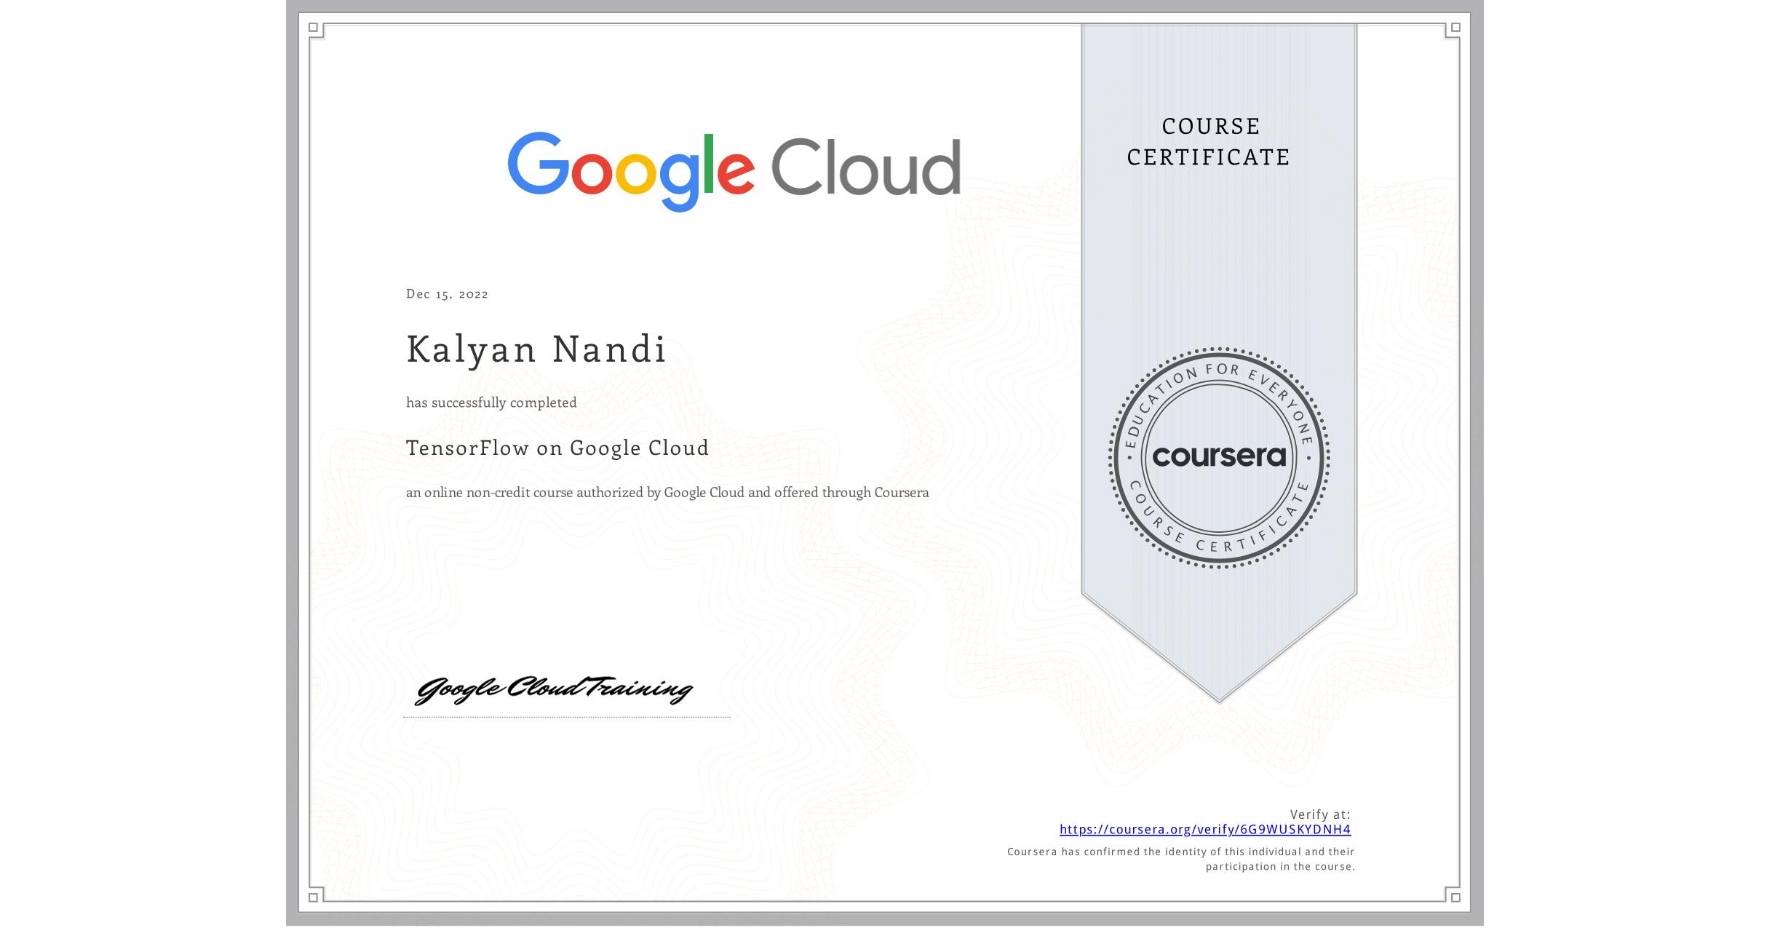 COURSE
CERTIFICATE
Google Cloud
Dec 15, 2022
Kalyan Nandi
has successfully completed
TensorFlow on Google Cloud
an online non-credit course authorized by Google Cloud and offered through Coursera
EDUCATION FOR EVERYONE
coursera
COURSE CERTIFICATE
Google Cloud Training
Verify at:
https://coursera.org/verify/6G9WUSKYDNH4
Coursera has confirmed the identity of this individual and their
participation in the course.